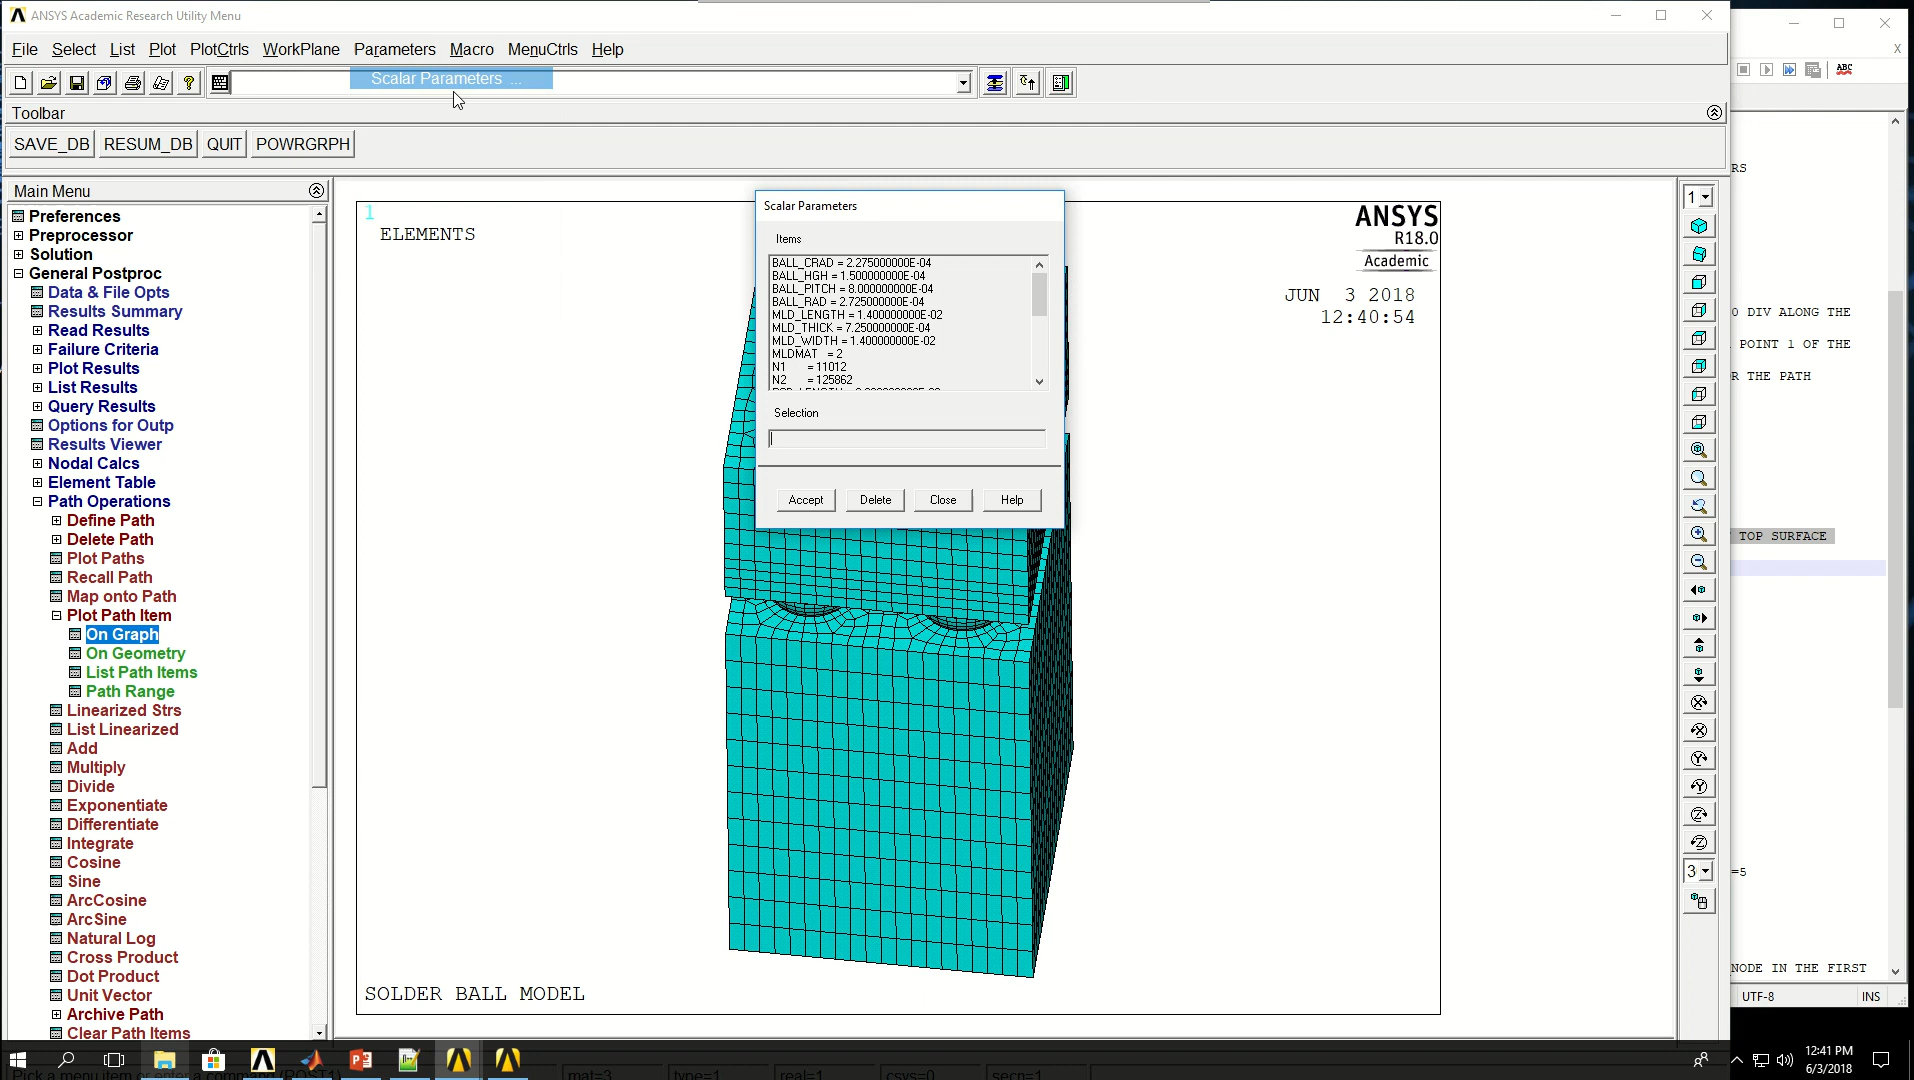 ANSYS Academic Research Utility Menu
File Select List Plot PlotCtrls WorkPlane Parameters Macro MenuCtrls Help
Scalar Parameters ...
ABC
Toolbar
SAVE_DB RESUM_DB QUIT POWRGRPH
Main Menu
Preferences
Preprocessor
Solution
General Postproc
Data & File Opts
Results Summary
Read Results
Failure Criteria
Plot Results
List Results
Query Results
Options for Outp
Results Viewer
Nodal Calcs
Element Table
Path Operations
Define Path
Delete Path
Plot Paths
Recall Path
Map onto Path
Plot Path Item
On Graph
On Geometry
List Path Items
Path Range
Linearized Strs
List Linearized
Add
Multiply
Divide
Exponentiate
Differentiate
Integrate
Cosine
Sine
ArcCosine
ArcSine
Natural Log
Cross Product
Dot Product
Unit Vector
Archive Path
Clear Path Items
1
ELEMENTS
ANSYS
R18.0
Academic
JUN 3 2018
12:40:54
SOLDER BALL MODEL
Scalar Parameters
Items
BALL_CRAD = 2.275000000E-04
BALL_HGH = 1.500000000E-04
BALL_PITCH = 8.000000000E-04
BALL_RAD = 2.725000000E-04
MLD_LENGTH = 1.400000000E-02
MLD_THICK = 7.250000000E-04
MLD_WIDTH = 1.400000000E-02
MLDMAT = 2
N1 = 11012
N2 = 125862
Selection
Accept Delete Close Help
1
3
RS
0 DIV ALONG THE
POINT 1 OF THE
R THE PATH
TOP SURFACE
=5
NODE IN THE FIRST
UTF-8 INS
Pick a menu item or enter a command (POST1)
mat=3 type=1 real=1 csys=0 secn=1
12:41 PM
6/3/2018